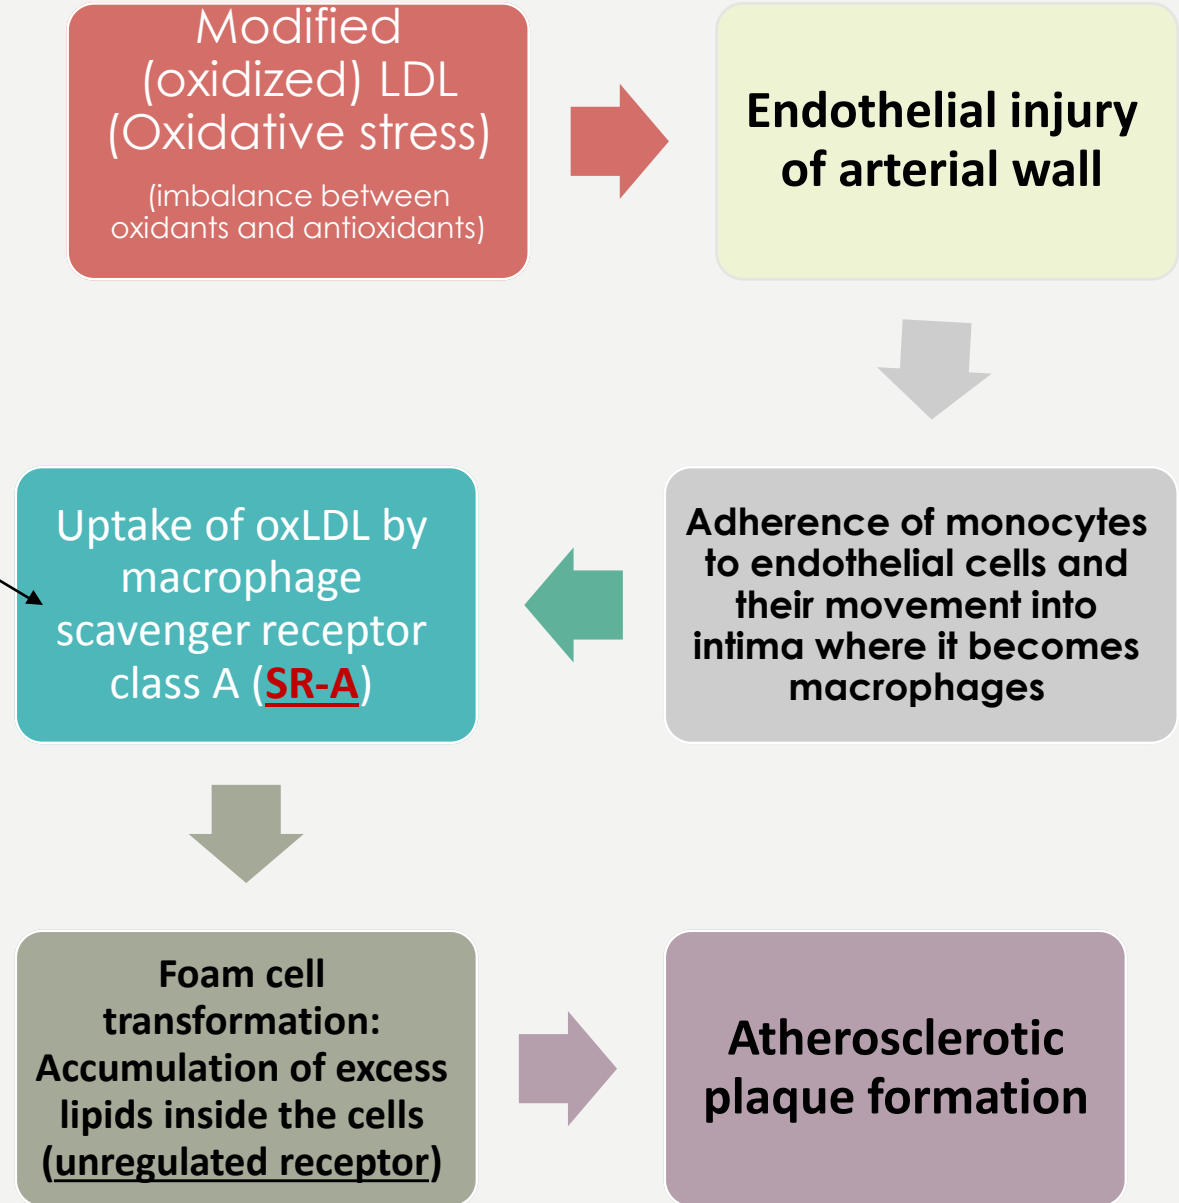 Modified
(oxidized) LDL
(Oxidative stress)
(imbalance between
oxidants and antioxidants)
Endothelial injury
of arterial wall
Adherence of monocytes
to endothelial cells and
their movement into
intima where it becomes
macrophages
Uptake of oxLDL by
macrophage
scavenger receptor
class A (SR-A)
Foam cell
transformation:
Accumulation of excess
lipids inside the cells
(unregulated receptor)
Atherosclerotic
plaque formation